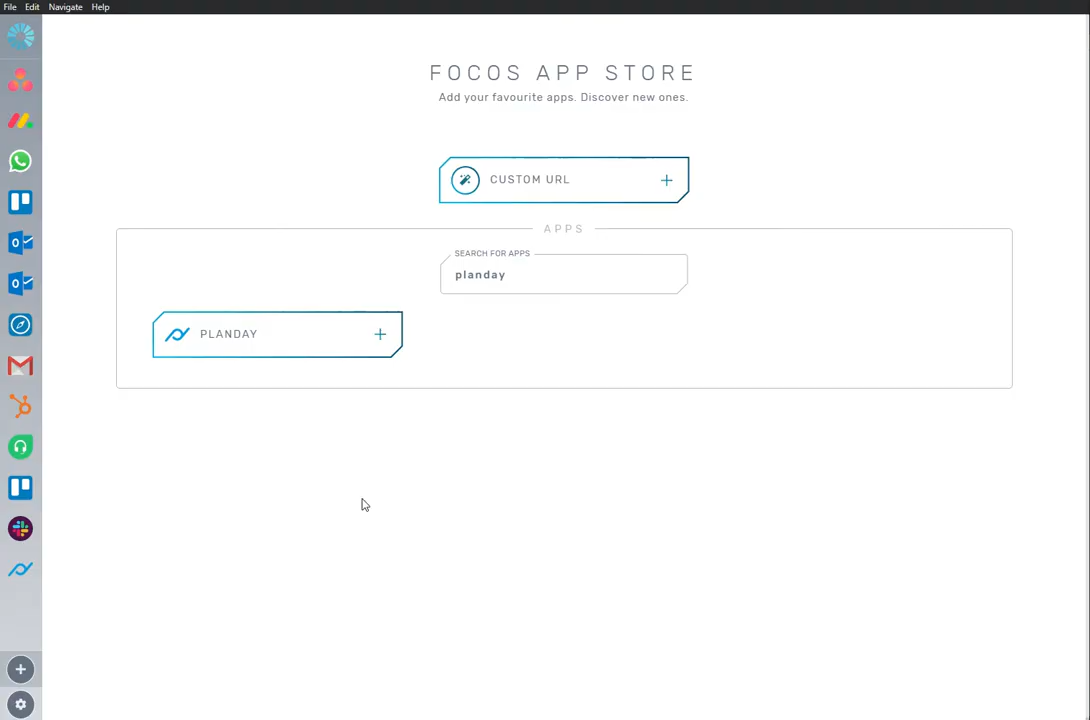 File Edit Navigate Help
FOCOS APP STORE
Add your favourite apps. Discover new ones.
CUSTOM URL
APPS
SEARCH FOR APPS
planday
PLANDAY